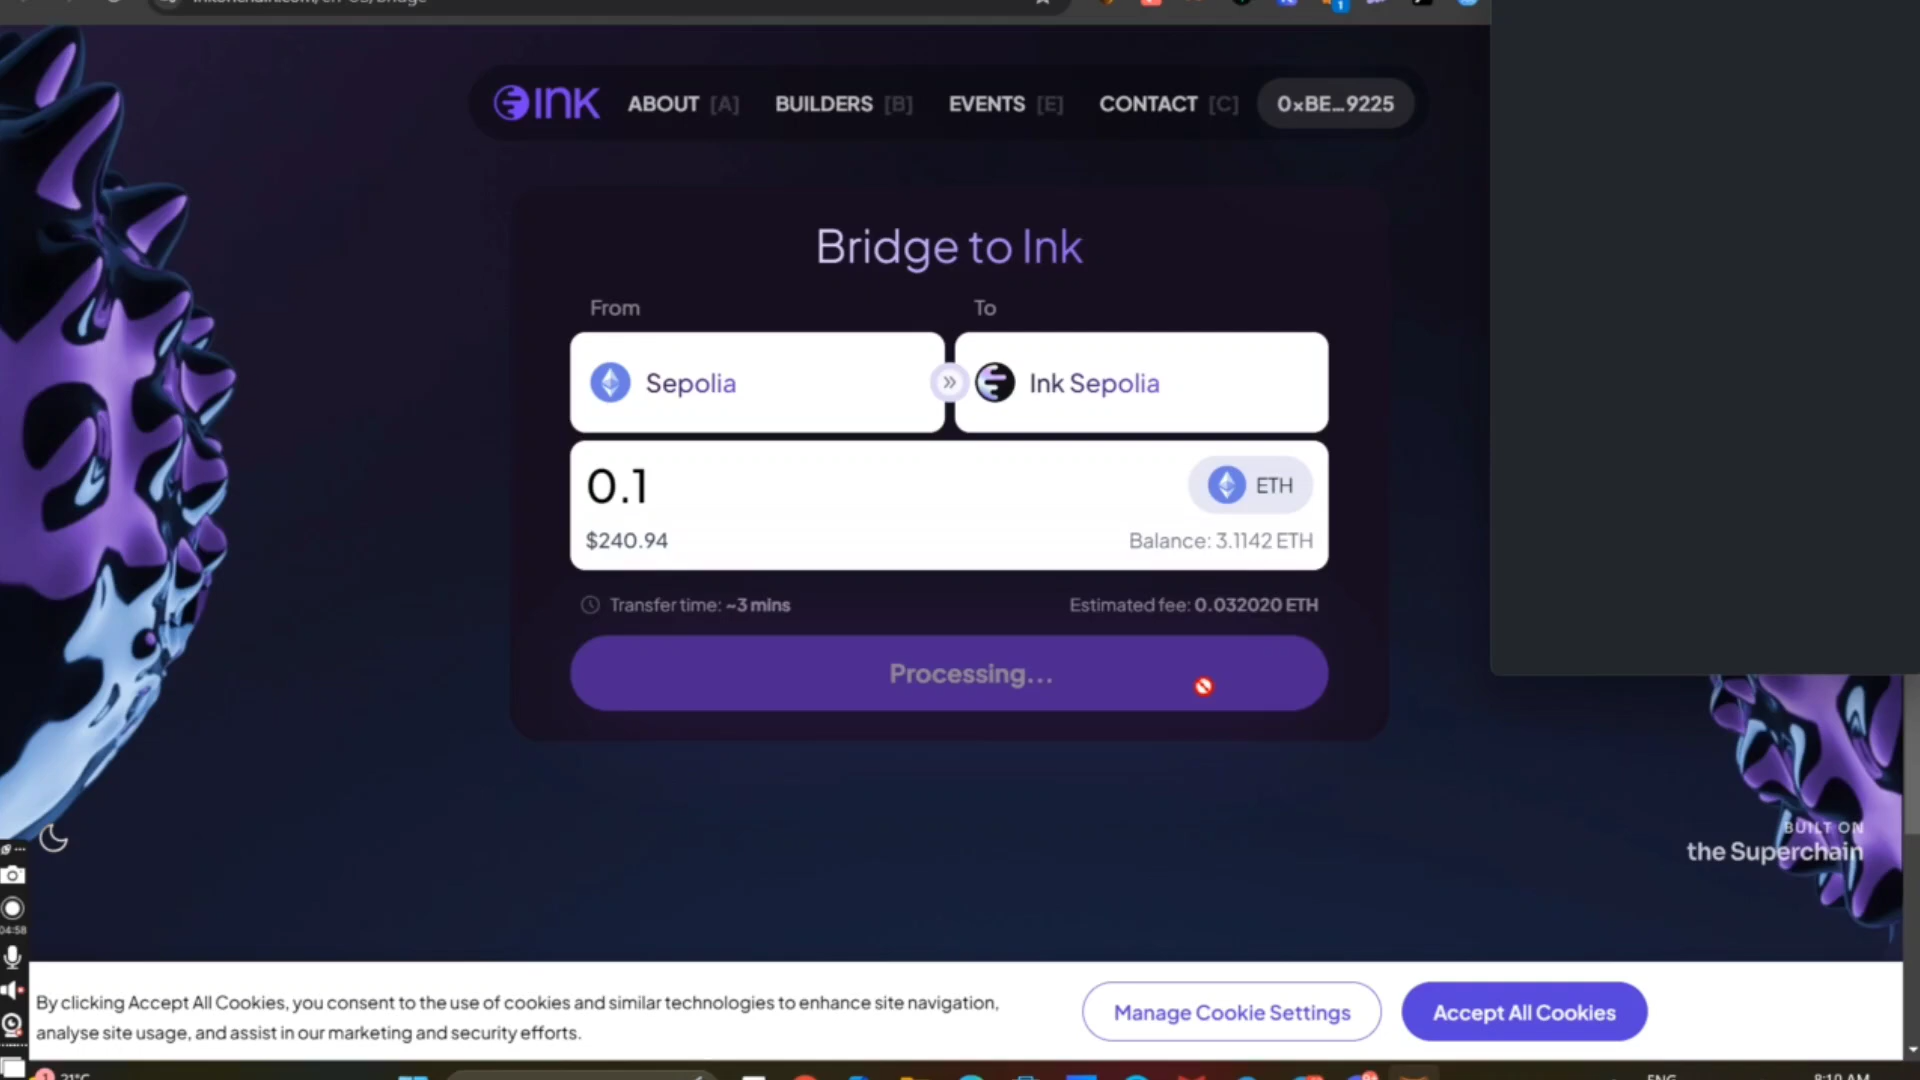 INK
ABOUT [A]
BUILDERS [B]
EVENTS [E]
CONTACT [C]
0xBE...9225
Bridge to Ink
From
To
Sepolia
»
Ink Sepolia
0.1
ETH
$240.94
Balance: 3.1142 ETH
Transfer time: ~3 mins
Estimated fee: 0.032020 ETH
Processing...
BUILT ON
the Superchain
04:58
By clicking Accept All Cookies, you consent to the use of cookies and similar technologies to enhance site navigation,
analyse site usage, and assist in our marketing and security efforts.
Manage Cookie Settings
Accept All Cookies
1